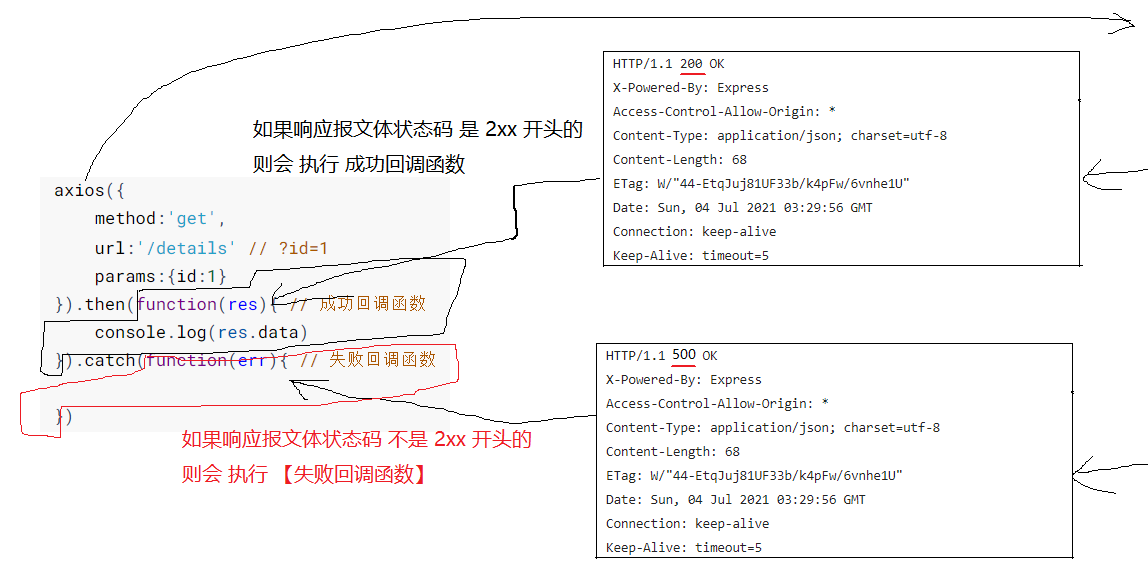 如果响应报文体状态码 是 2xx 开头的
则会 执行 成功回调函数
axios({
method:'get',
url:'/details' // ?id=1
params:{id:1}
}).then(function(res){ // 成功回调函数
console.log(res.data)
}).catch(function(err){ // 失败回调函数
})
如果响应报文体状态码 不是 2xx 开头的
则会 执行 【失败回调函数】
HTTP/1.1 200 OK
X-Powered-By: Express
Access-Control-Allow-Origin: *
Content-Type: application/json; charset=utf-8
Content-Length: 68
ETag: W/"44-EtqJuj81UF33b/k4pFw/6vnhe1U"
Date: Sun, 04 Jul 2021 03:29:56 GMT
Connection: keep-alive
Keep-Alive: timeout=5
HTTP/1.1 500 OK
X-Powered-By: Express
Access-Control-Allow-Origin: *
Content-Type: application/json; charset=utf-8
Content-Length: 68
ETag: W/"44-EtqJuj81UF33b/k4pFw/6vnhe1U"
Date: Sun, 04 Jul 2021 03:29:56 GMT
Connection: keep-alive
Keep-Alive: timeout=5